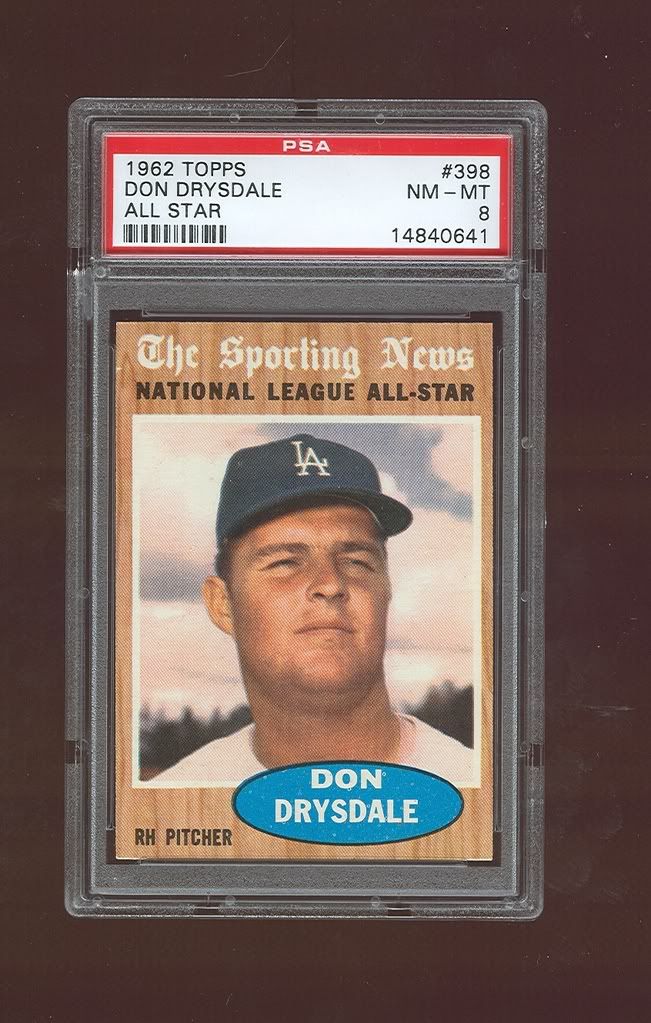 PSA
1962 TOPPS #398
DON DRYSDALE NM – MT
ALL STAR 8
14840641
The Sporting News
NATIONAL LEAGUE ALL-STAR
LA
DON
DRYSDALE
RH PITCHER